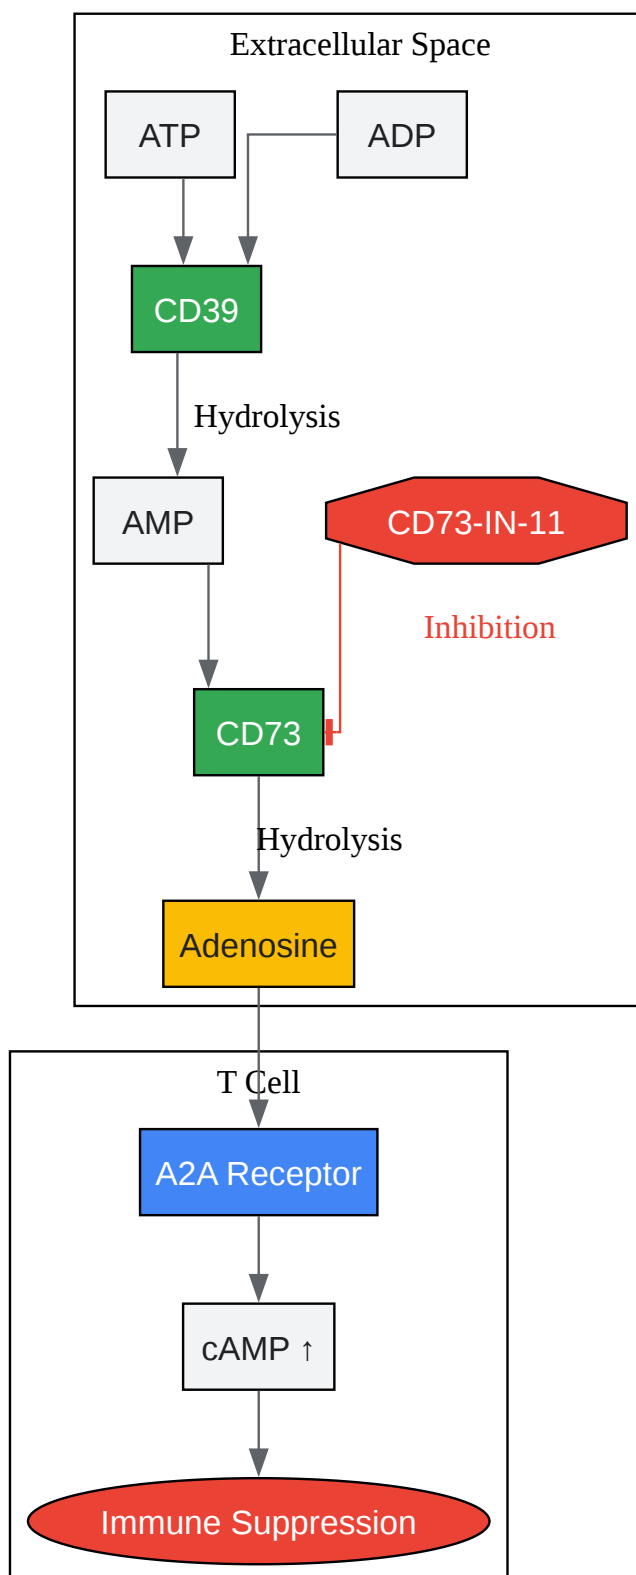 Extracellular Space
ATP
ADP
CD39
Hydrolysis
AMP
CD73-IN-11
Inhibition
CD73
Hydrolysis
Adenosine
T Cell
A2A Receptor
cAMP ↑
Immune Suppression